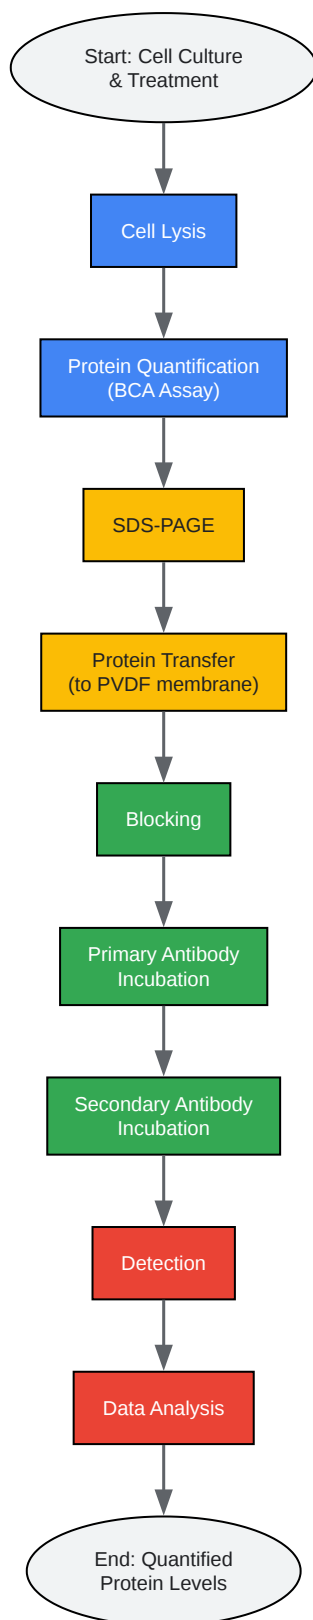 Start: Cell Culture
& Treatment
Cell Lysis
Protein Quantification
(BCA Assay)
SDS-PAGE
Protein Transfer
(to PVDF membrane)
Blocking
Primary Antibody
Incubation
Secondary Antibody
Incubation
Detection
Data Analysis
End: Quantified
Protein Levels